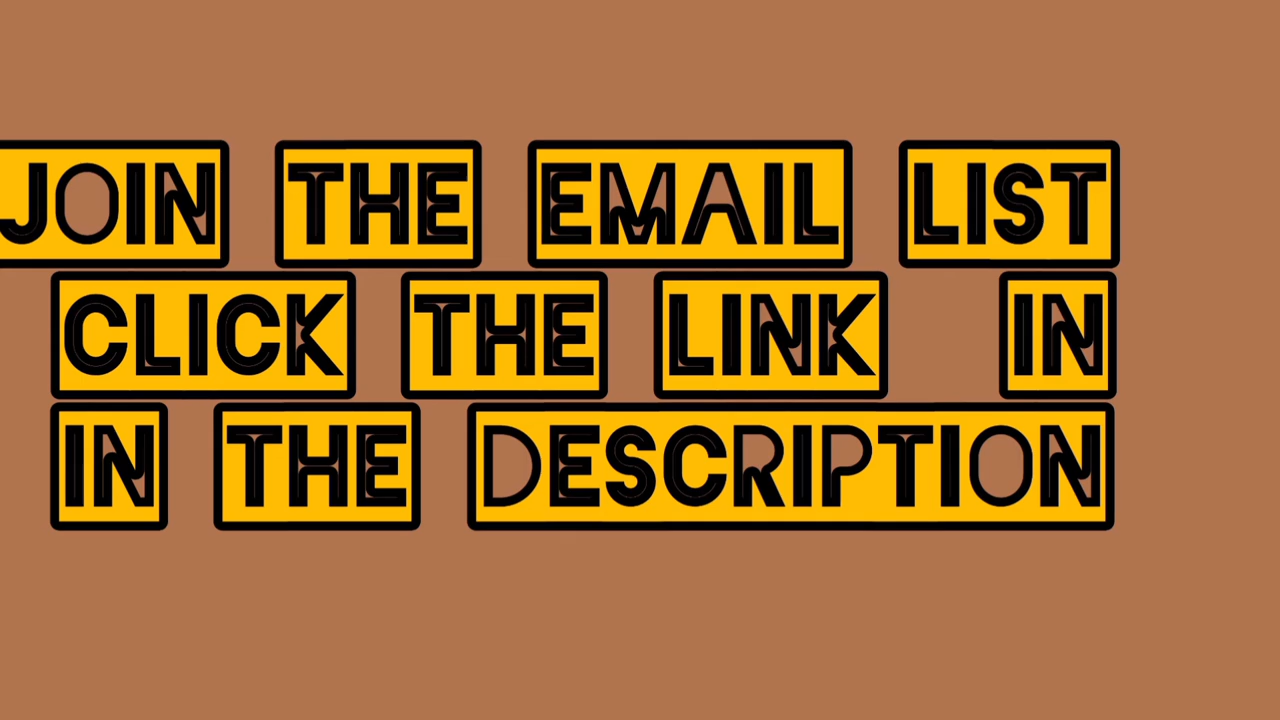 JOIN THE EMAIL LIST
CLICK THE LINK IN
IN THE DESCRIPTION